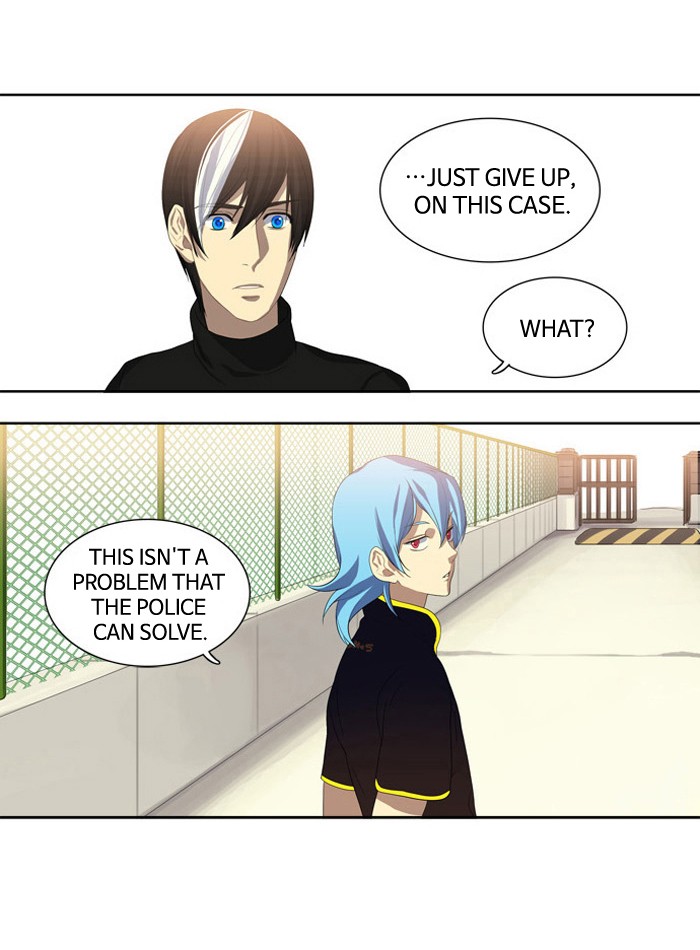 …JUST GIVE UP,
ON THIS CASE.
WHAT?
THIS ISN'T A
PROBLEM THAT
THE POLICE
CAN SOLVE.